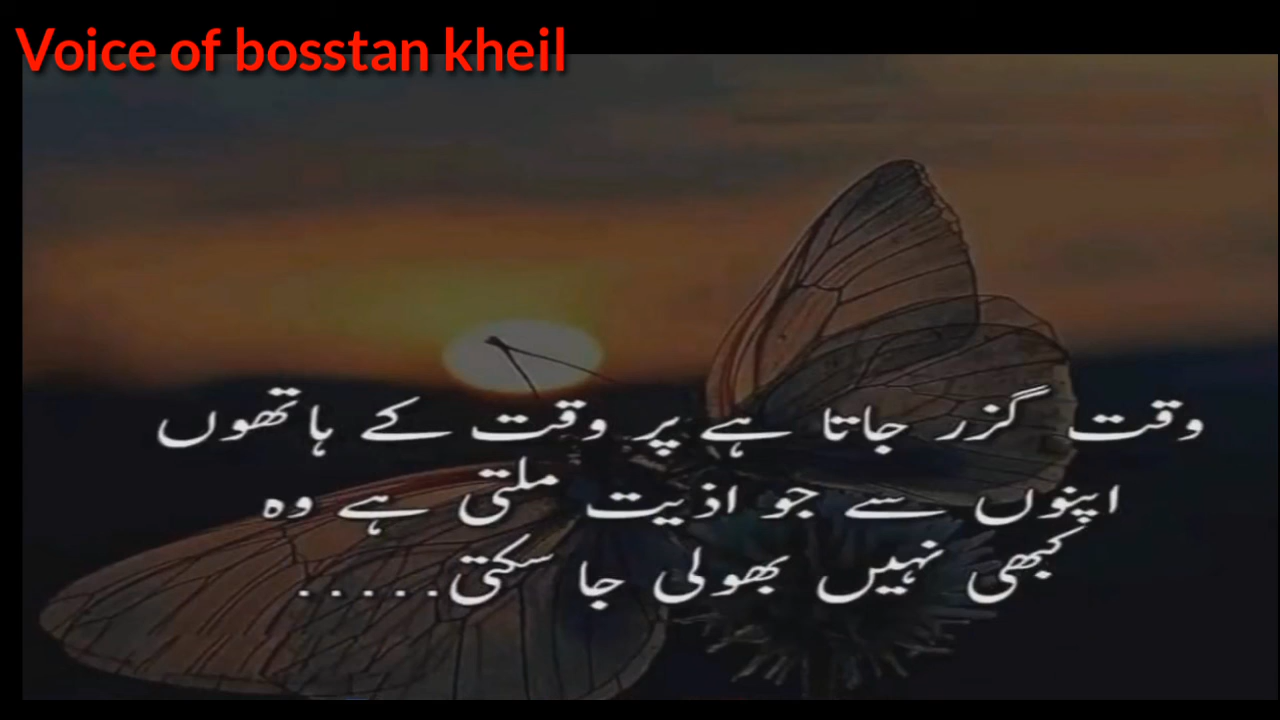 Voice of bosstan kheil
وقت گزر جاتا ہے پر وقت کے ہاتھوں
اپنوں سے جو اذیت ملتی ہے وہ
کبھی نہیں بھولی جا سکتی.....